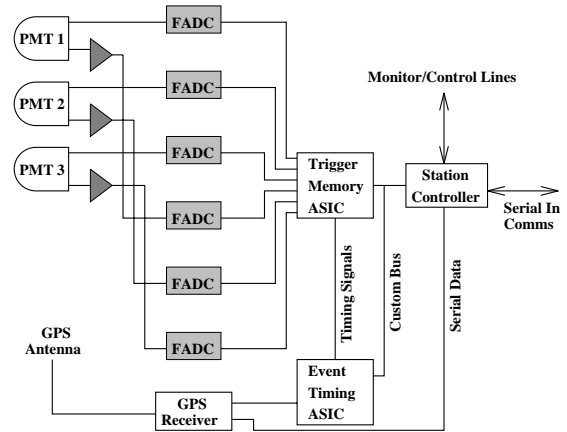 PMT 1
FADC
PMT 2
FADC
PMT 3
FADC
FADC
FADC
FADC
Monitor/Control Lines
Trigger
Memory
ASIC
Station
Controller
Serial In
Comms
Timing Signals
Custom Bus
Serial Data
GPS
Antenna
GPS
Receiver
Event
Timing
ASIC